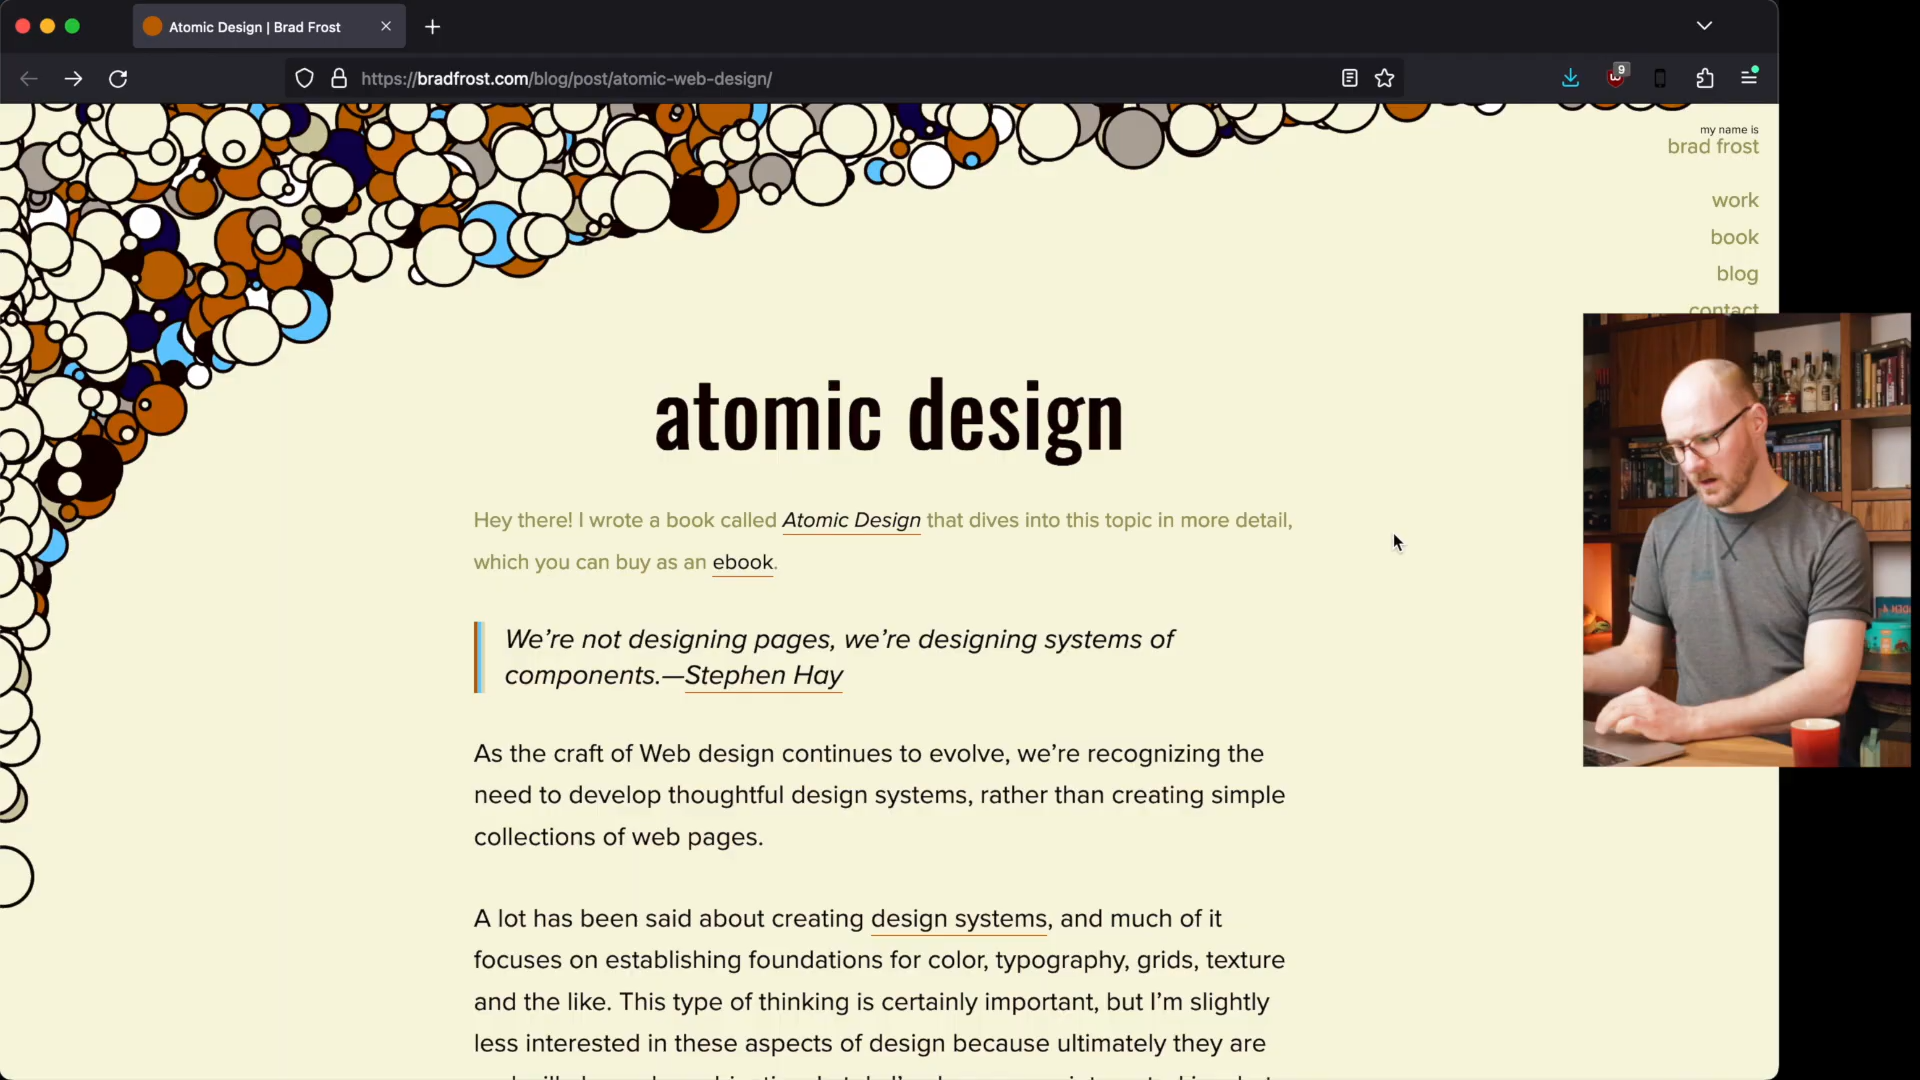 Atomic Design | Brad Frost
https://bradfrost.com/blog/post/atomic-web-design/
9
my name is
brad frost
work
book
blog
contact
atomic design
Hey there! I wrote a book called Atomic Design that dives into this topic in more detail,
which you can buy as an ebook.
We’re not designing pages, we’re designing systems of
components.—Stephen Hay
As the craft of Web design continues to evolve, we’re recognizing the
need to develop thoughtful design systems, rather than creating simple
collections of web pages.
A lot has been said about creating design systems, and much of it
focuses on establishing foundations for color, typography, grids, texture
and the like. This type of thinking is certainly important, but I’m slightly
less interested in these aspects of design because ultimately they are